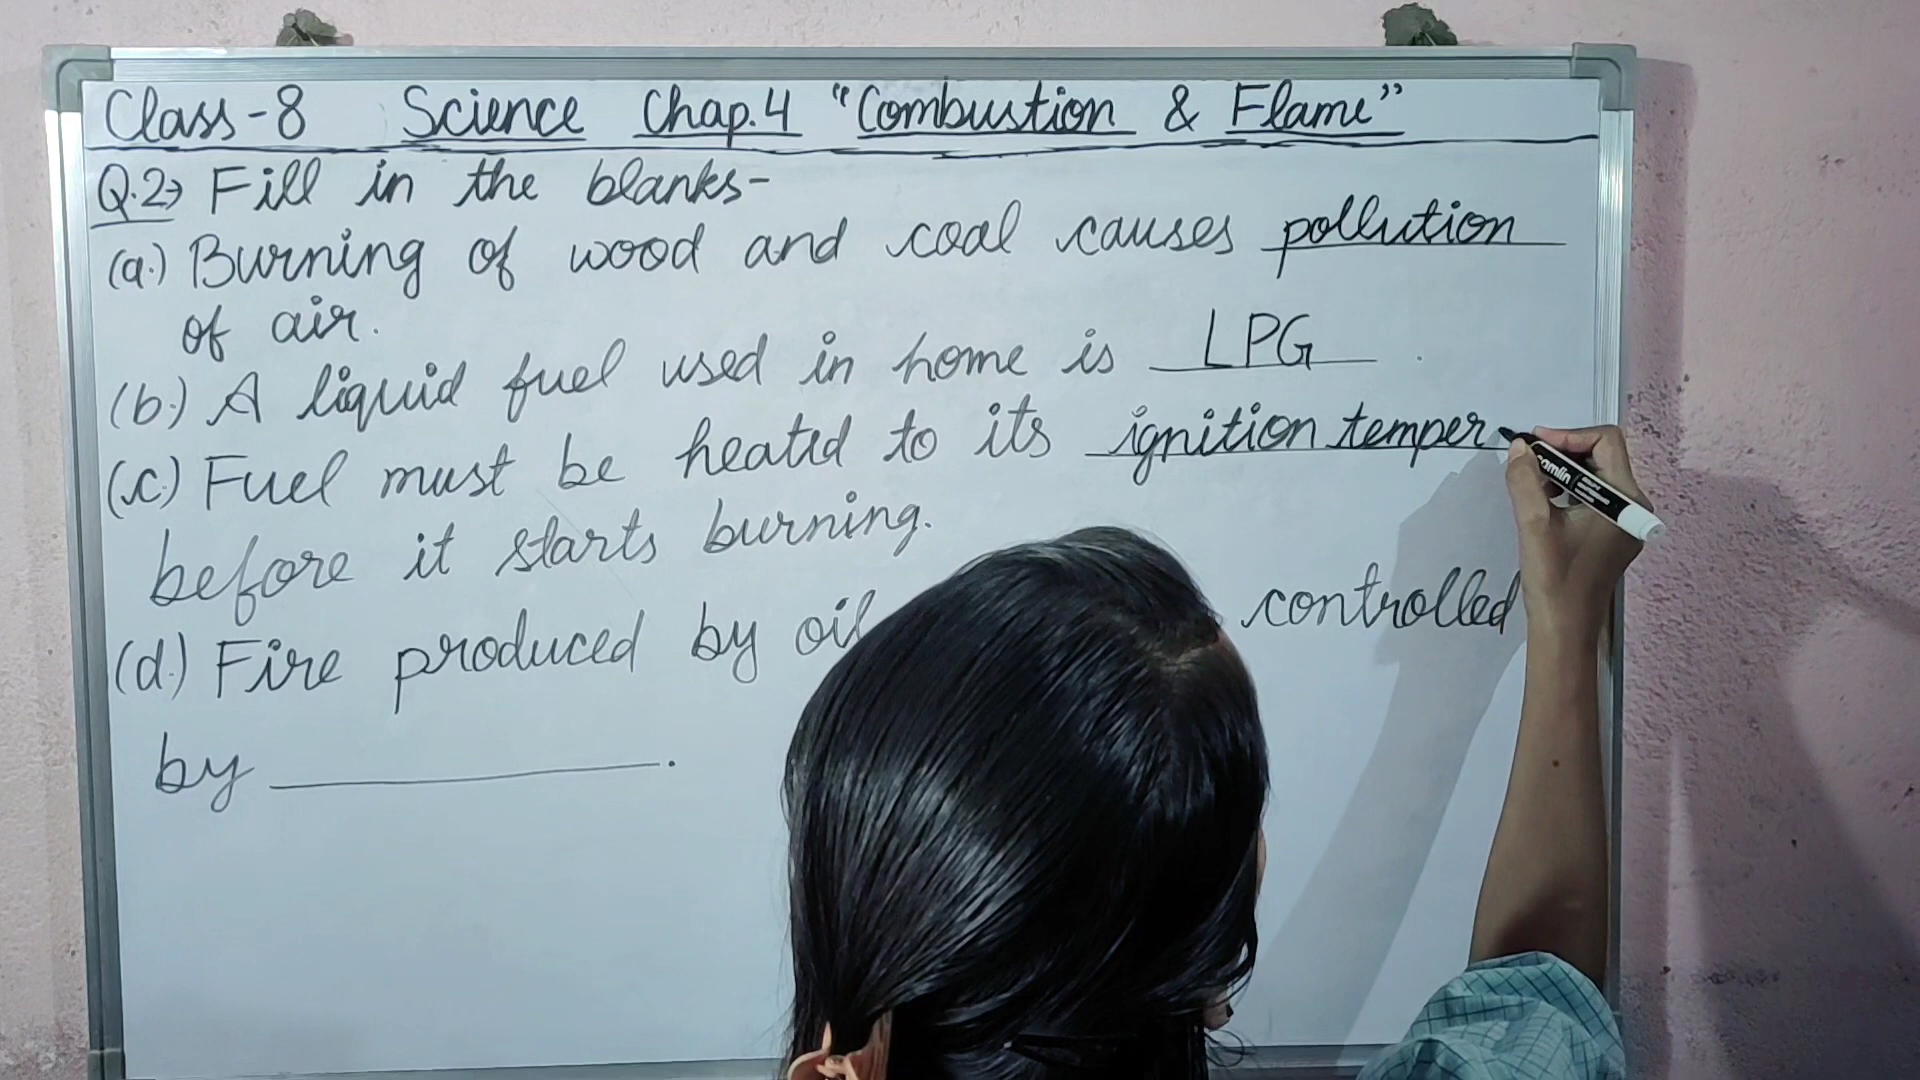 Class-8 Science Chap.4 "Combustion & Flame"
Q.2→ Fill in the blanks-
(a.) Burning of wood and coal causes pollution
of air.
(b.) A liquid fuel used in home is LPG .
(c.) Fuel must be heated to its ignition temper
before it starts burning.
(d.) Fire produced by oil controlled
by ____________.
camlin